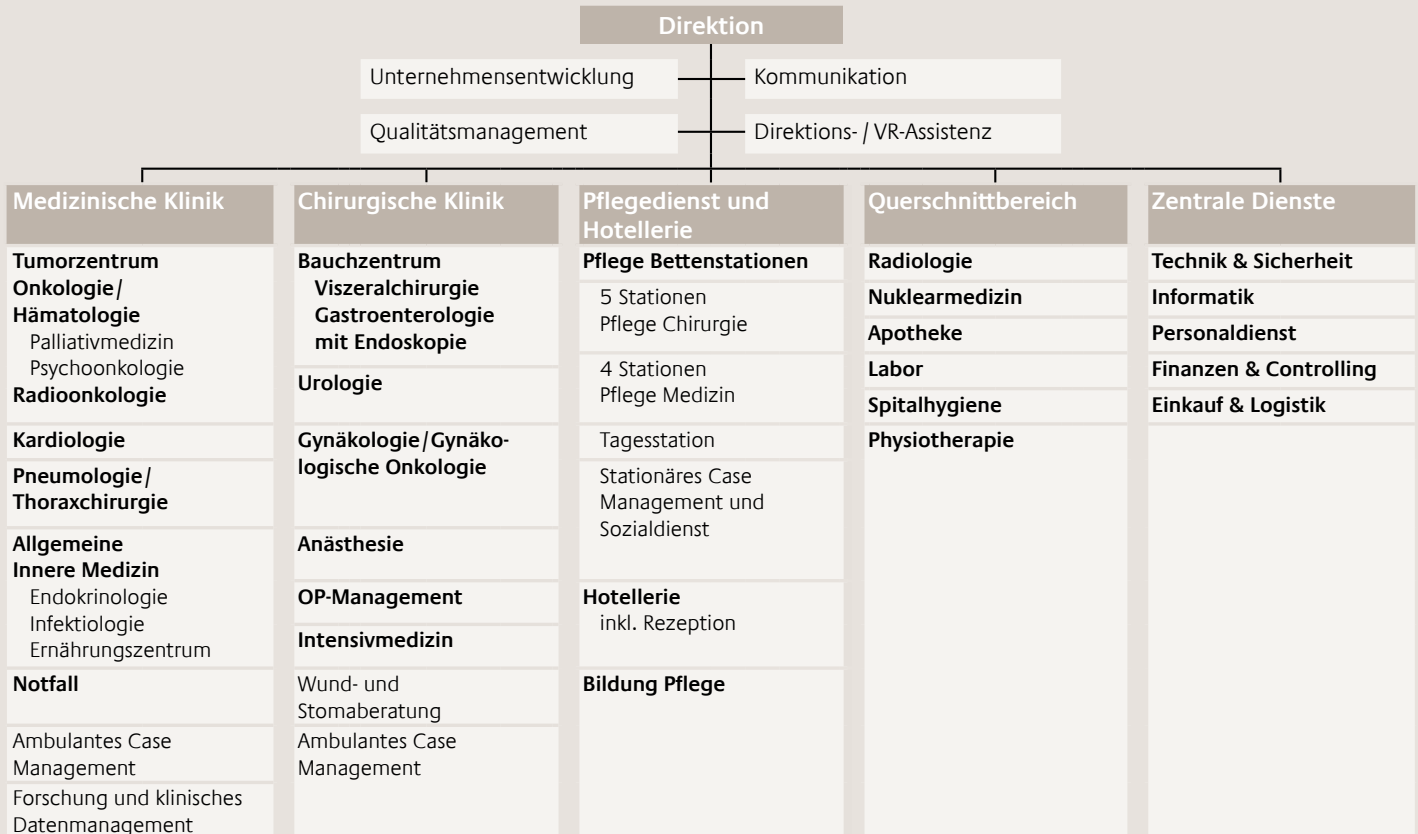 Direktion
Unternehmensentwicklung
Kommunikation
Qualitätsmanagement
Direktions- / VR-Assistenz
Medizinische Klinik
Tumorzentrum
Onkologie/
Hämatologie
Palliativmedizin
Psychoonkologie
Radioonkologie
Kardiologie
Pneumologie/
Thoraxchirurgie
Allgemeine
Innere Medizin
Endokrinologie
Infektiologie
Ernährungszentrum
Notfall
Ambulantes Case
Management
Forschung und klinisches
Datenmanagement
Chirurgische Klinik
Bauchzentrum
Viszeralchirurgie
Gastroenterologie
mit Endoskopie
Urologie
Gynäkologie/Gynäko-
logische Onkologie
Anästhesie
OP-Management
Intensivmedizin
Wund- und
Stomaberatung
Ambulantes Case
Management
Pflegedienst und
Hotellerie
Pflege Bettenstationen
5 Stationen
Pflege Chirurgie
4 Stationen
Pflege Medizin
Tagesstation
Stationäres Case
Management und
Sozialdienst
Hotellerie
inkl. Rezeption
Bildung Pflege
Querschnittbereich
Radiologie
Nuklearmedizin
Apotheke
Labor
Spitalhygiene
Physiotherapie
Zentrale Dienste
Technik & Sicherheit
Informatik
Personaldienst
Finanzen & Controlling
Einkauf & Logistik